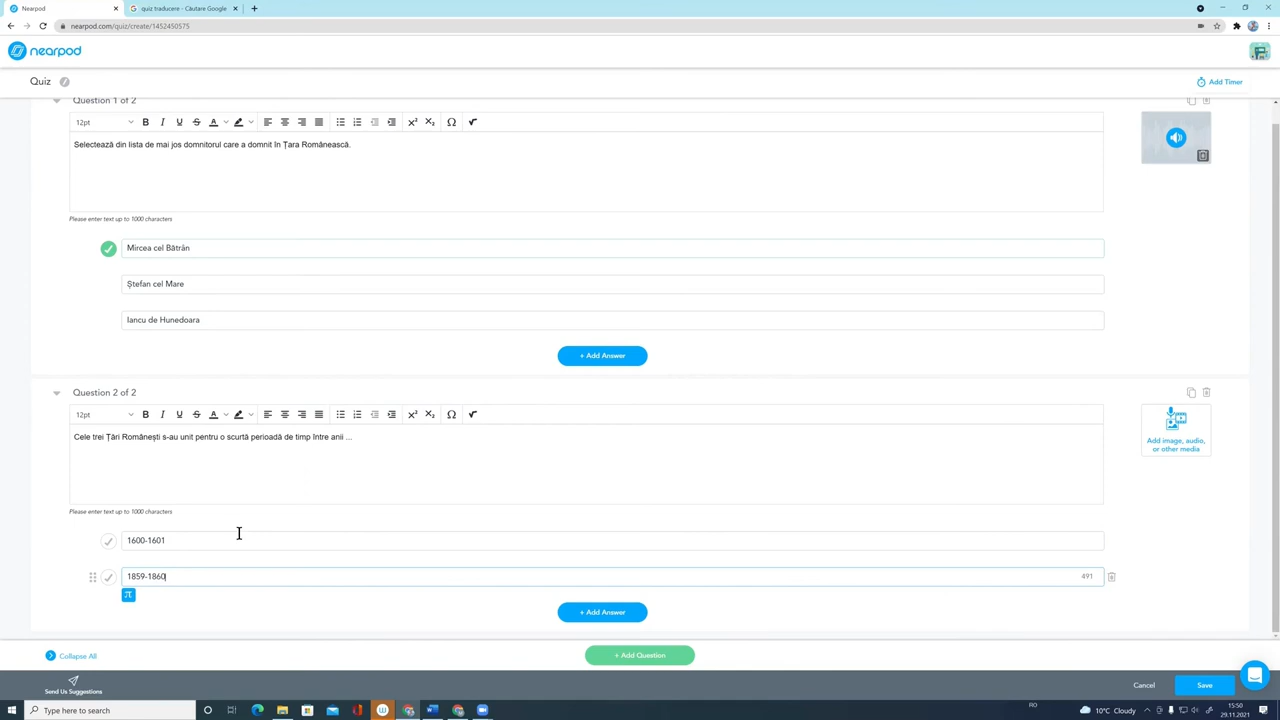 Nearpod
quiz traducere - Căutare Google
nearpod.com/quiz/create/1452450575
nearpod
Quiz
Add Timer
Question 1 of 2
12pt
Selectează din lista de mai jos domnitorul care a domnit în Țara Românească.
Please enter text up to 1000 characters
Mircea cel Bătrân
Ștefan cel Mare
Iancu de Hunedoara
+ Add Answer
Question 2 of 2
12pt
Cele trei Țări Românești s-au unit pentru o scurtă perioadă de timp între anii ...
Add image, audio,
or other media
Please enter text up to 1000 characters
1600-1601
1859-1860
491
π
+ Add Answer
Collapse All
+ Add Question
Send Us Suggestions
Cancel
Save
Type here to search
10°C Cloudy
RO
15:50
29.11.2021